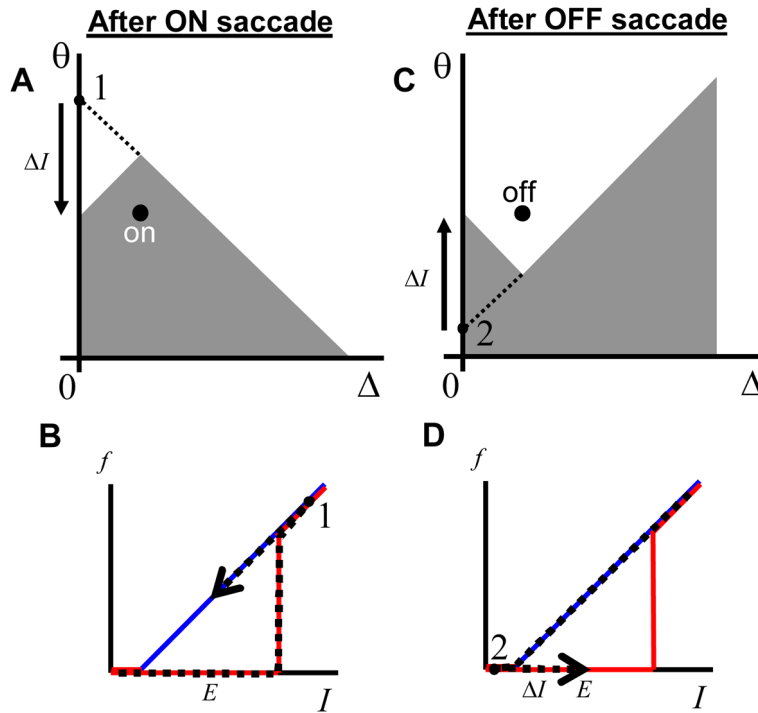 After ON saccade
After OFF saccade
A
θ
1
ΔI
on
0
Δ
C
θ
off
ΔI
2
0
Δ
B
f
1
E
I
D
f
2
ΔI
E
I